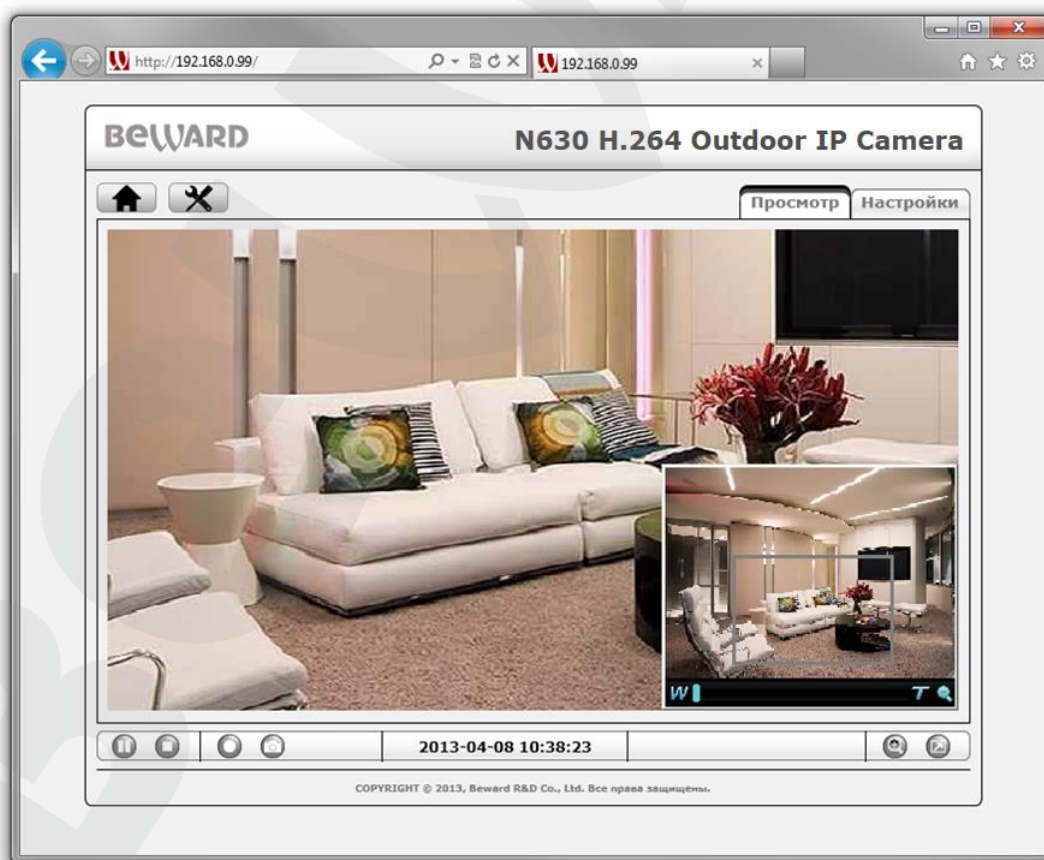 http://192.168.0.99/
192.168.0.99
BEWARD
N630 H.264 Outdoor IP Camera
Просмотр
Настройки
W
T
2013-04-08 10:38:23
COPYRIGHT © 2013, Beward R&D Co., Ltd. Все права защищены.